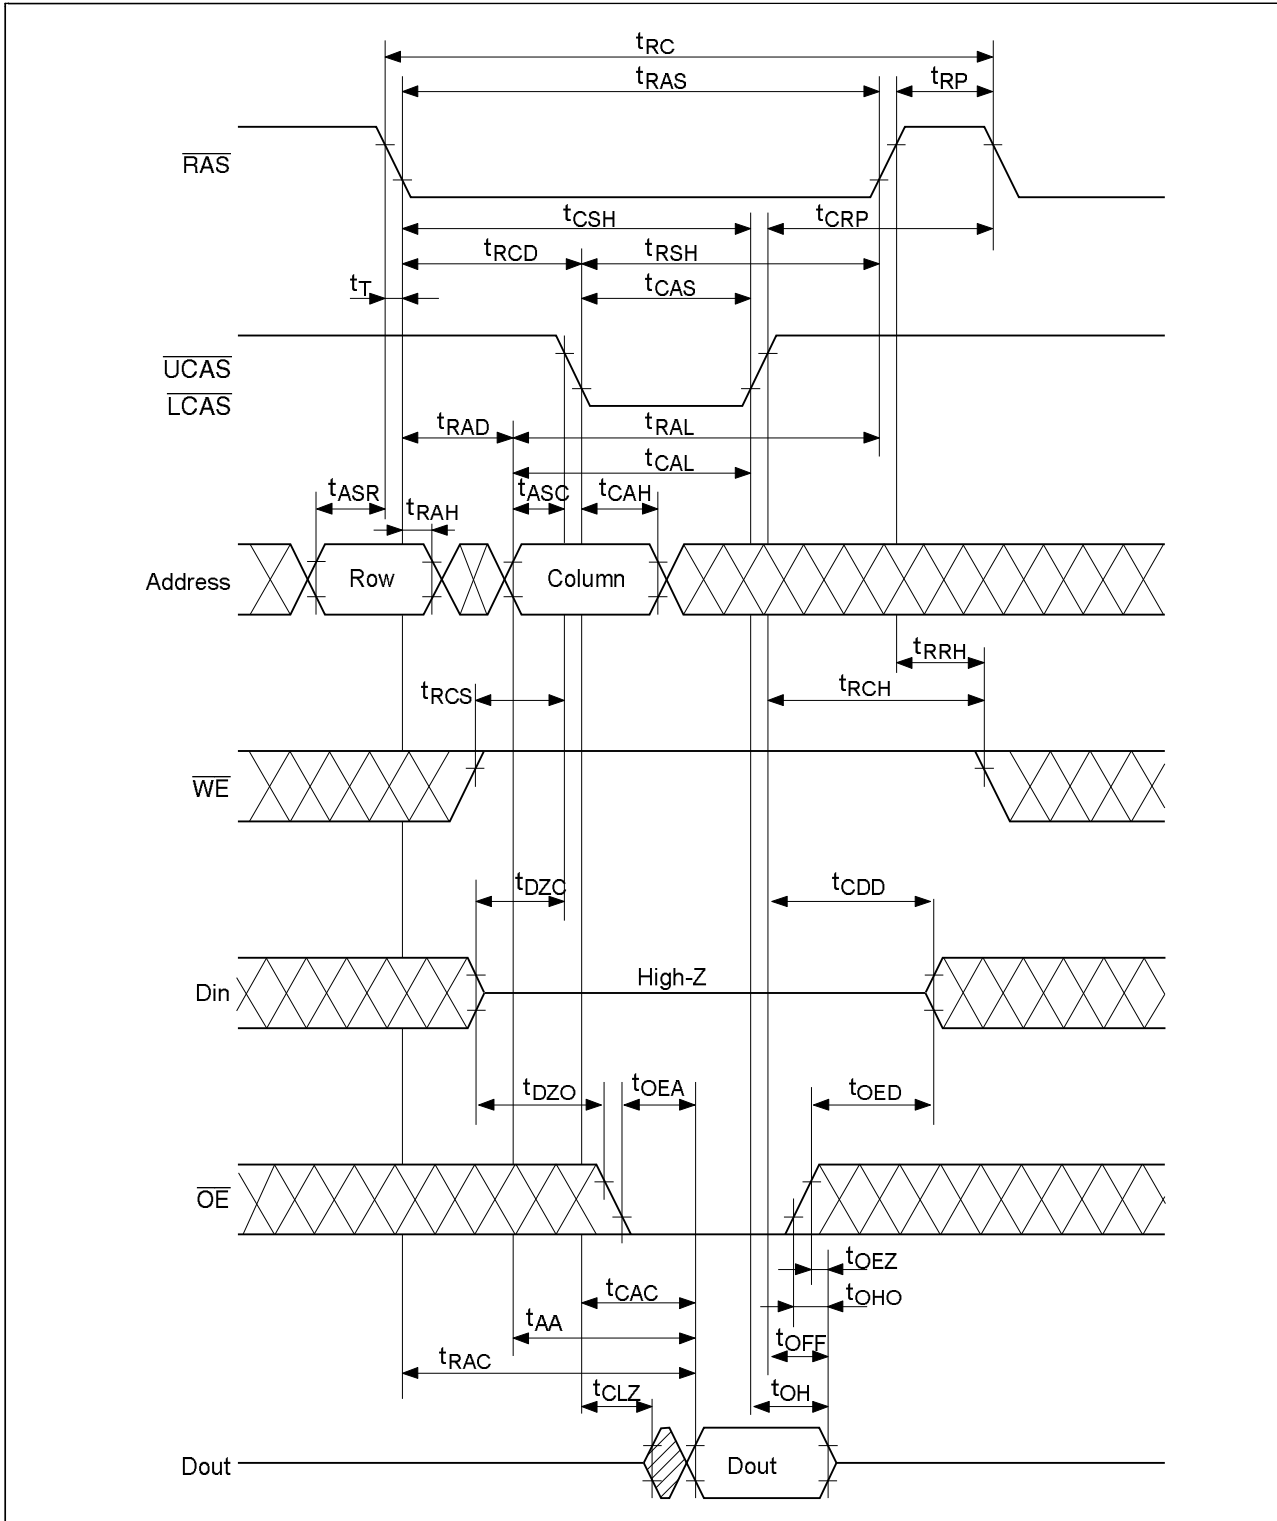 tRC
tRAS
tRP
RAS
tCSH
tCRP
tRCD
tRSH
tT
tCAS
UCAS
LCAS
tRAD
tRAL
tCAL
tASR
tRAH
tASC
tCAH
Address
Row
Column
tRRH
tRCS
tRCH
WE
tDZC
tCDD
Din
High-Z
tDZO
tOEA
tOED
OE
tOEZ
tCAC
tOHO
tAA
tOFF
tRAC
tCLZ
tOH
Dout
Dout